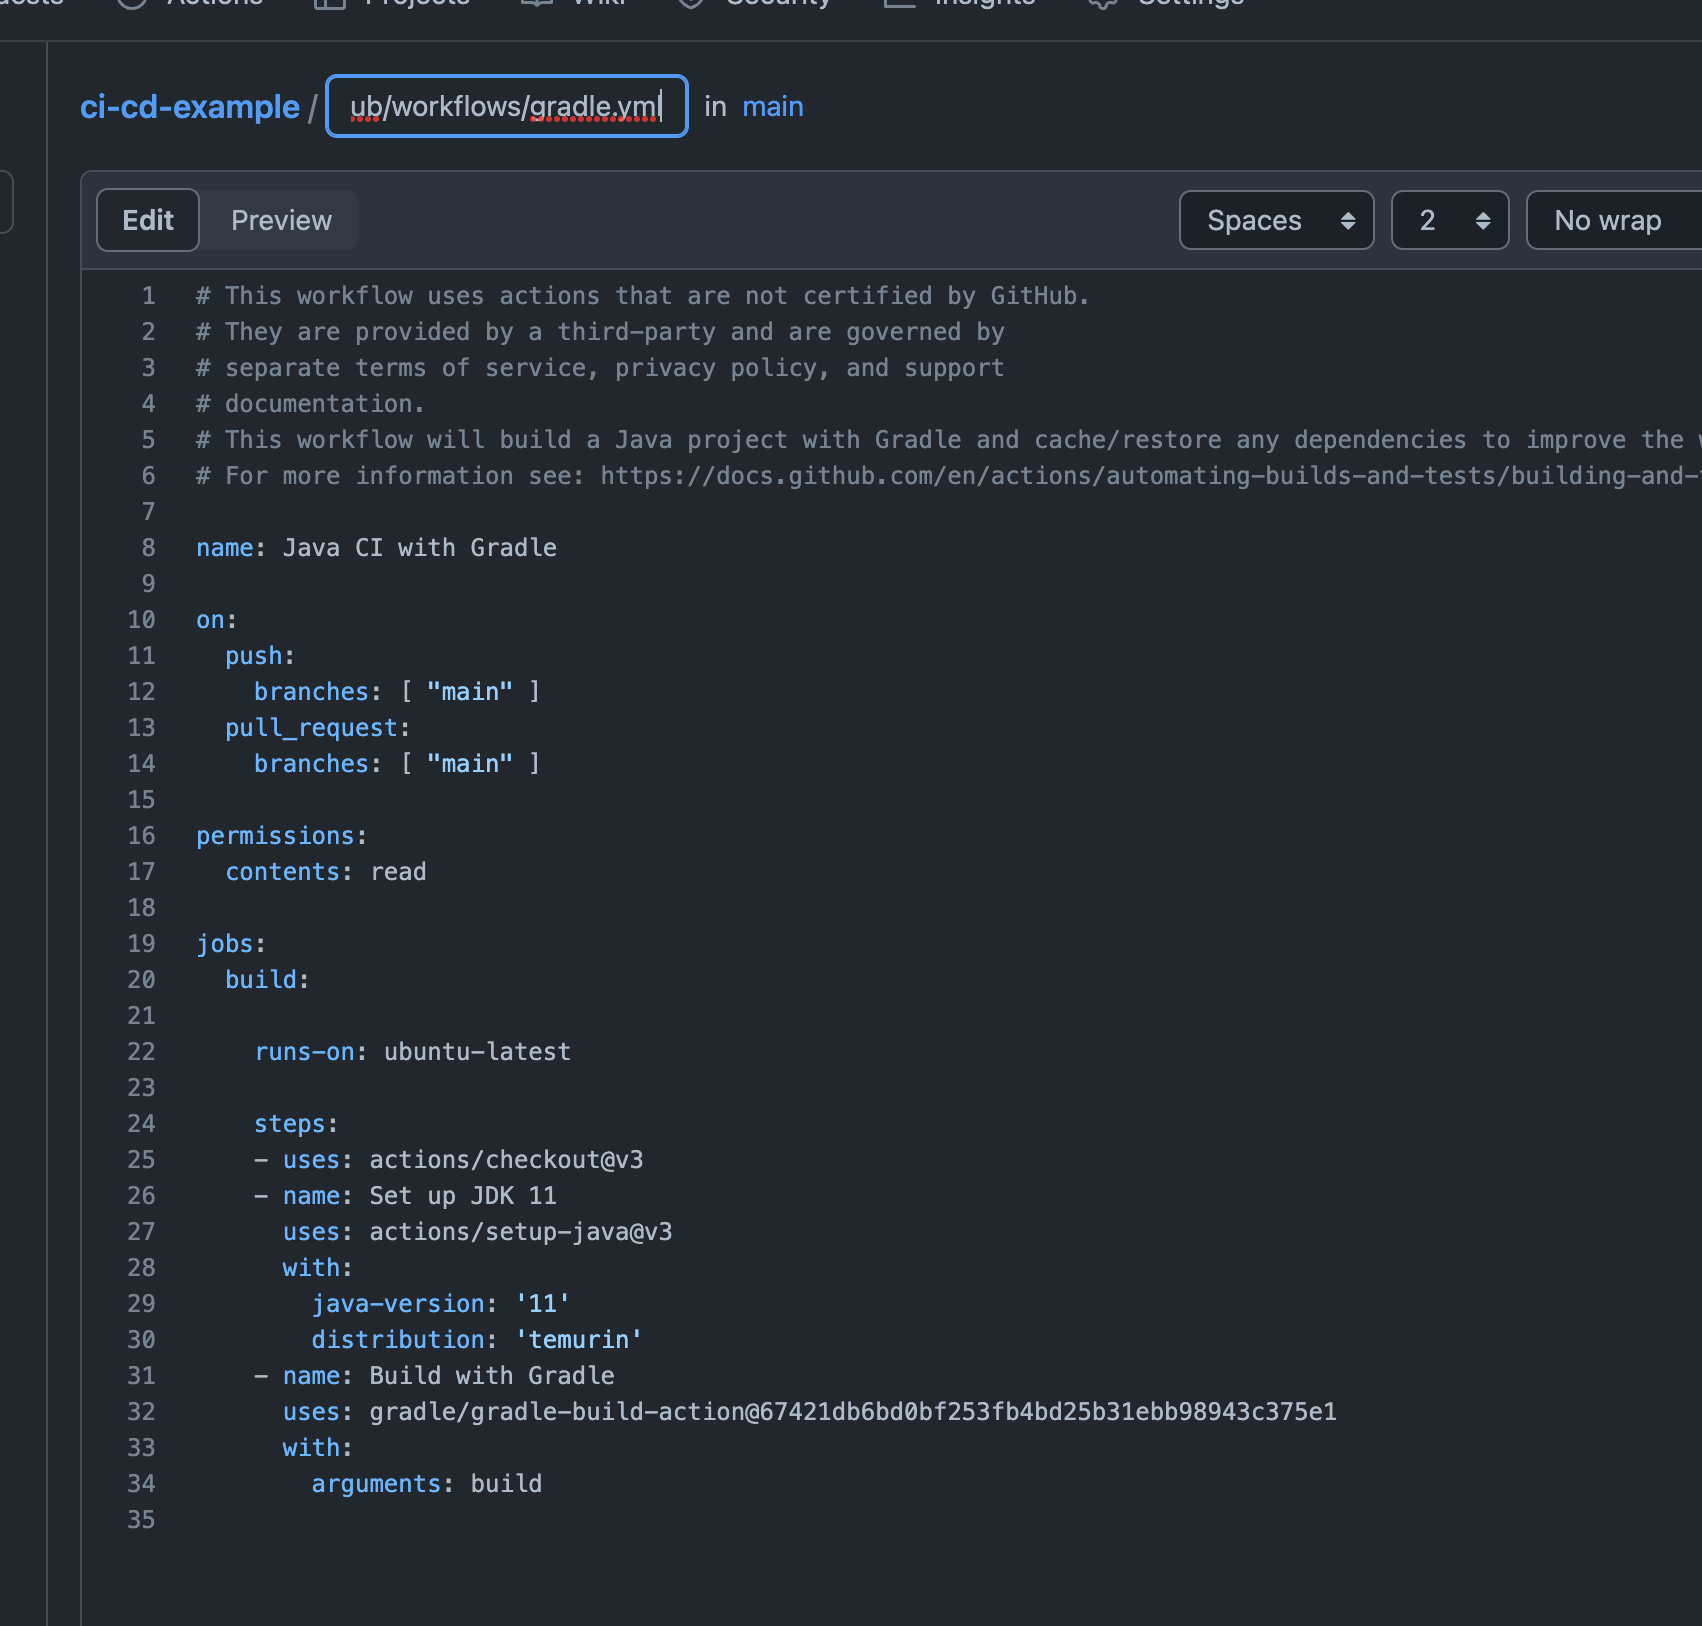 Actions Projects Wiki Security Insights Settings
ci-cd-example / ub/workflows/gradle.yml in main
Edit Preview Spaces 2 No wrap
1 # This workflow uses actions that are not certified by GitHub.
2 # They are provided by a third-party and are governed by
3 # separate terms of service, privacy policy, and support
4 # documentation.
5 # This workflow will build a Java project with Gradle and cache/restore any dependencies to improve the
6 # For more information see: https://docs.github.com/en/actions/automating-builds-and-tests/building-and-
7
8 name: Java CI with Gradle
9
10 on:
11 push:
12 branches: [ "main" ]
13 pull_request:
14 branches: [ "main" ]
15
16 permissions:
17 contents: read
18
19 jobs:
20 build:
21
22 runs-on: ubuntu-latest
23
24 steps:
25 - uses: actions/checkout@v3
26 - name: Set up JDK 11
27 uses: actions/setup-java@v3
28 with:
29 java-version: '11'
30 distribution: 'temurin'
31 - name: Build with Gradle
32 uses: gradle/gradle-build-action@67421db6bd0bf253fb4bd25b31ebb98943c375e1
33 with:
34 arguments: build
35